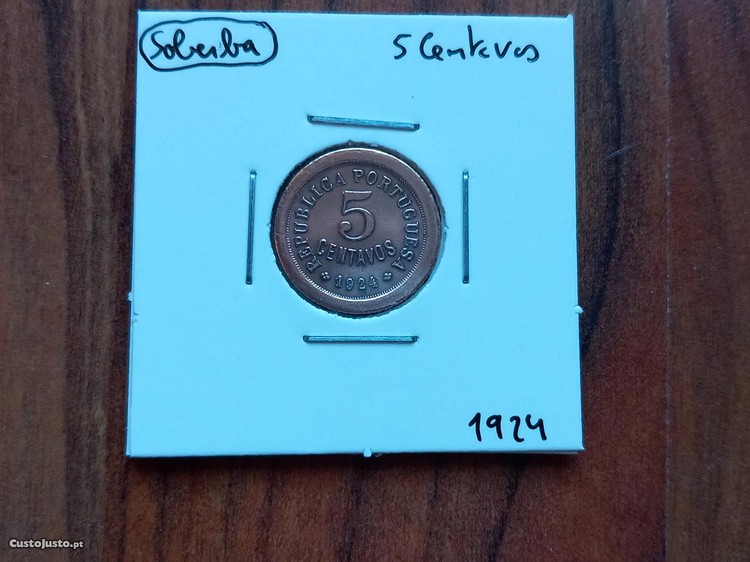 Soberba
5 Centavos
REPUBLICA PORTUGUESA
5
CENTAVOS
1924
1924
CustoJusto.pt